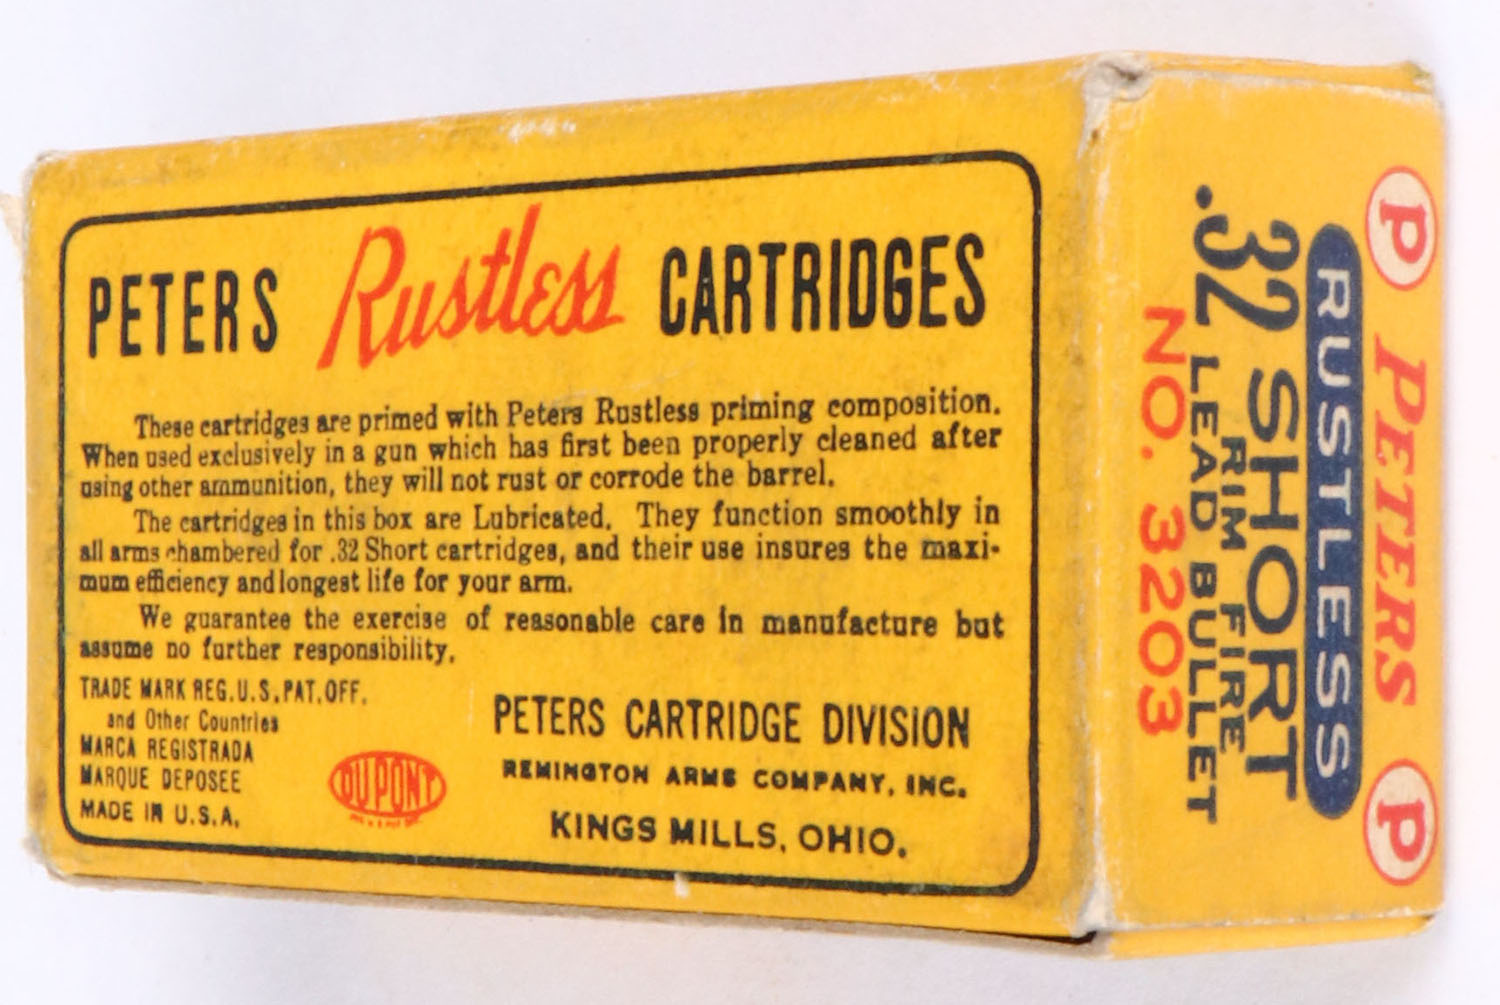 PETERS Rustless CARTRIDGES
These cartridges are primed with Peters Rustless priming composition.
When used exclusively in a gun which has first been properly cleaned after
using other ammunition, they will not rust or corrode the barrel.
The cartridges in this box are Lubricated. They function smoothly in
all arms chambered for .32 Short cartridges, and their use insures the maxi-
mum efficiency and longest life for your arm.
We guarantee the exercise of reasonable care in manufacture but
assume no further responsibility.
TRADE MARK REG. U.S. PAT. OFF.
and Other Countries
MARCA REGISTRADA
MARQUE DEPOSEE
MADE IN U.S.A.
DU PONT
PETERS CARTRIDGE DIVISION
REMINGTON ARMS COMPANY, INC.
KINGS MILLS, OHIO.
P PETERS P
RUSTLESS
.32 SHORT
RIM FIRE
.32 LEAD BULLET
NO. 3203